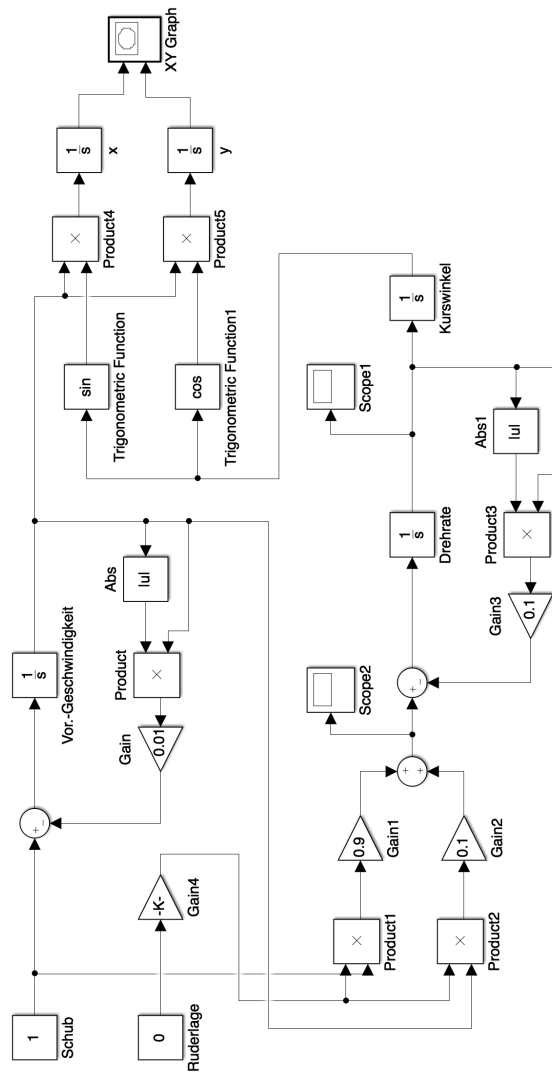 1
Schub
+
−
1
s
Vor.-Geschwindigkeit
Abs
|u|
Product
×
Gain
0.01
0
Ruderlage
-K-
Gain4
sin
Trigonometric Function
cos
Trigonometric Function1
×
Product4
×
Product5
1
s
x
1
s
y
XY Graph
×
Product1
×
Product2
0.9
Gain1
0.1
Gain2
+
+
Scope2
+
−
1
s
Drehrate
Scope1
1
s
Kurswinkel
Abs1
|u|
Product3
×
Gain3
0.1